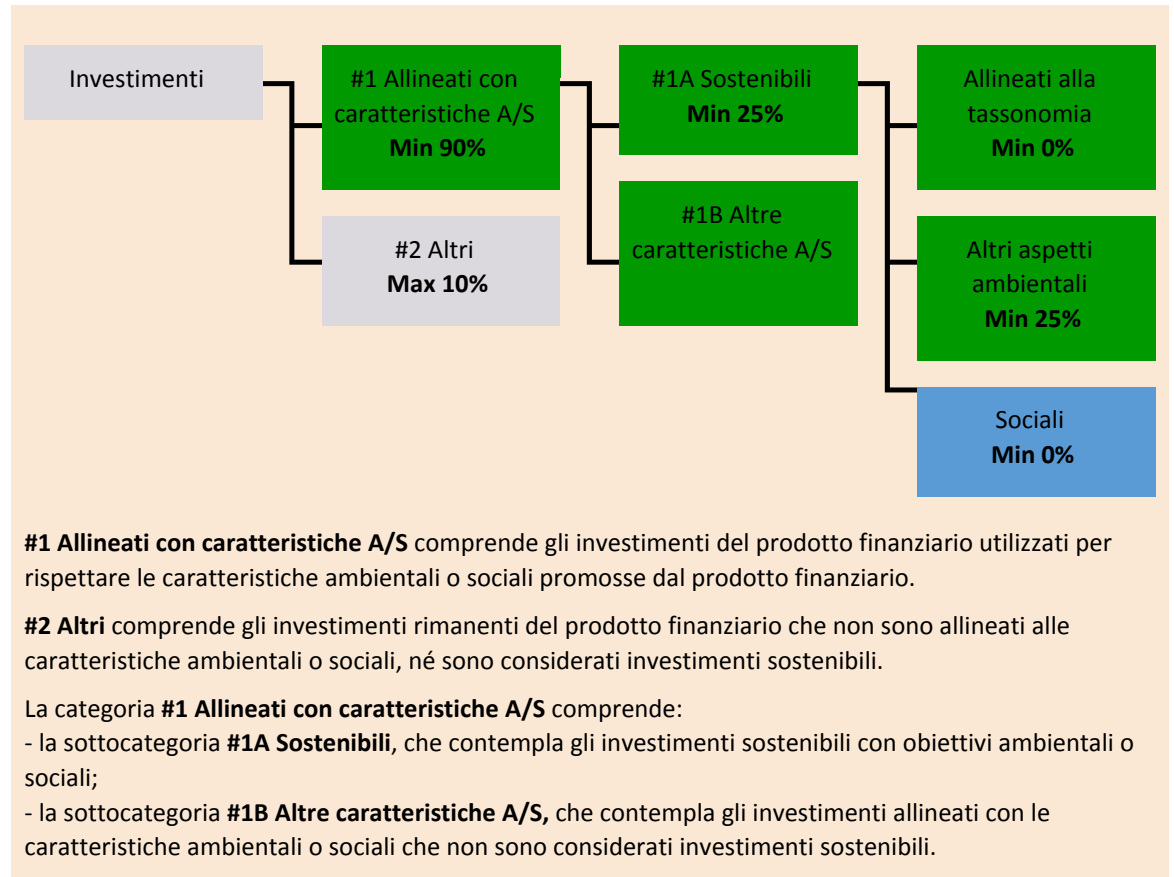 Investimenti
#1 Allineati con
caratteristiche A/S
Min 90%
#2 Altri
Max 10%
#1A Sostenibili
Min 25%
#1B Altre
caratteristiche A/S
Allineati alla
tassonomia
Min 0%
Altri aspetti
ambientali
Min 25%
Sociali
Min 0%
#1 Allineati con caratteristiche A/S comprende gli investimenti del prodotto finanziario utilizzati per
rispettare le caratteristiche ambientali o sociali promosse dal prodotto finanziario.
#2 Altri comprende gli investimenti rimanenti del prodotto finanziario che non sono allineati alle
caratteristiche ambientali o sociali, né sono considerati investimenti sostenibili.
La categoria #1 Allineati con caratteristiche A/S comprende:
- la sottocategoria #1A Sostenibili, che contempla gli investimenti sostenibili con obiettivi ambientali o
sociali;
- la sottocategoria #1B Altre caratteristiche A/S, che contempla gli investimenti allineati con le
caratteristiche ambientali o sociali che non sono considerati investimenti sostenibili.